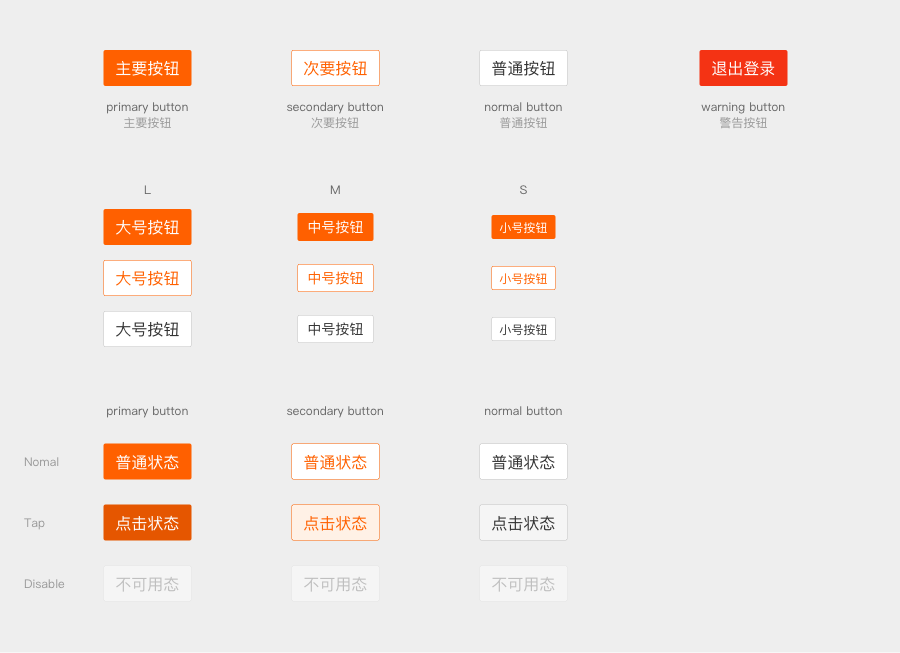 主要按钮
次要按钮
普通按钮
退出登录
primary button
secondary button
normal button
warning button
主要按钮
次要按钮
普通按钮
警告按钮
L
M
S
大号按钮
中号按钮
小号按钮
大号按钮
中号按钮
小号按钮
大号按钮
中号按钮
小号按钮
primary button
secondary button
normal button
Nomal
普通状态
普通状态
普通状态
Tap
点击状态
点击状态
点击状态
Disable
不可用态
不可用态
不可用态